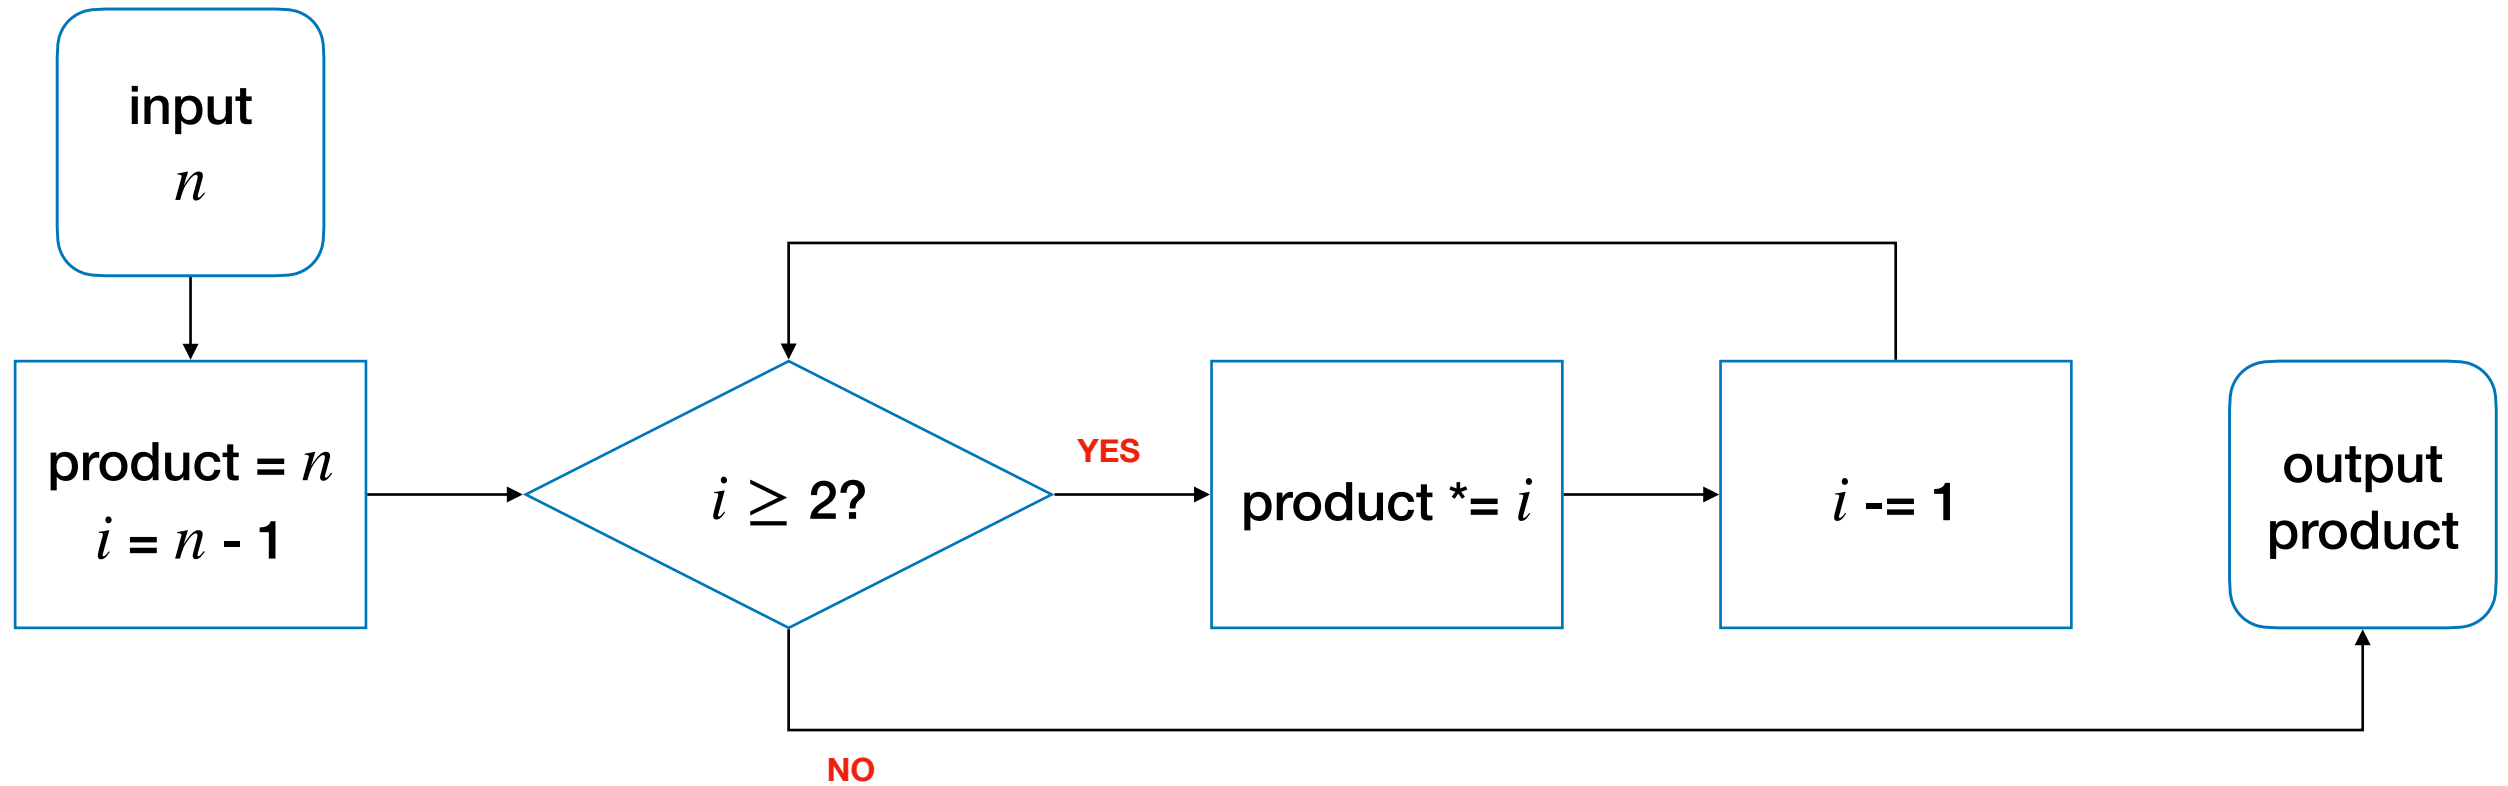 input
n
product = n
i = n - 1
i ≥ 2?
YES
product *= i
i -= 1
output
product
NO